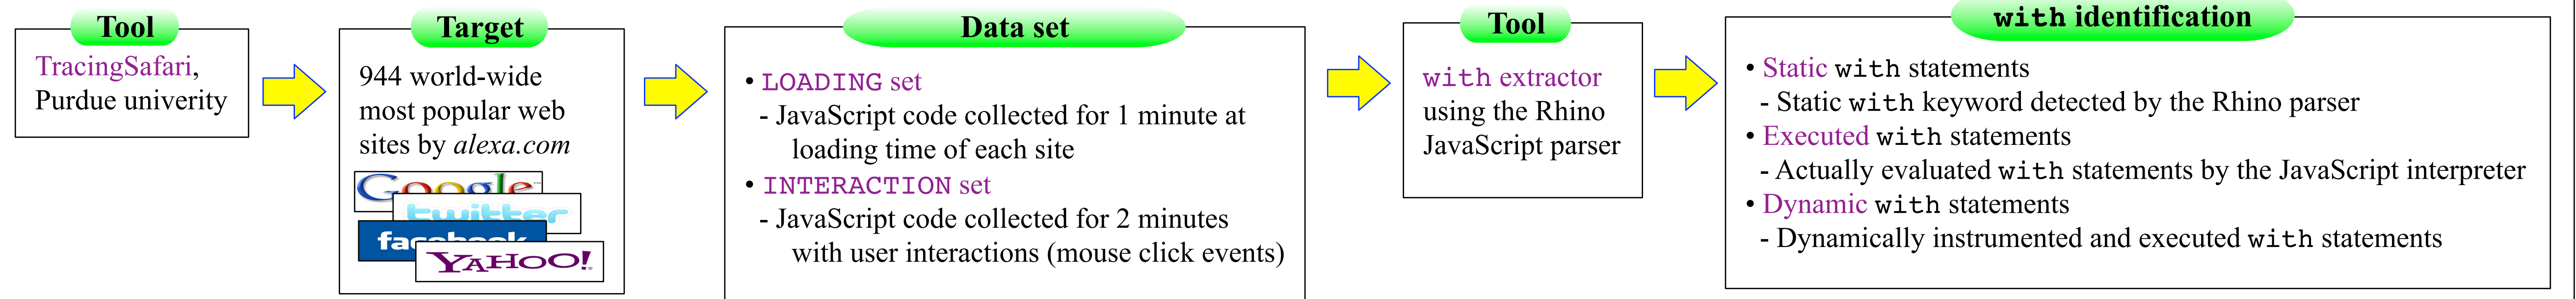 Tool
TracingSafari,
Purdue univerity
Target
944 world-wide
most popular web
sites by alexa.com
Google
twitter
facebook
YAHOO!
Data set
• LOADING set
- JavaScript code collected for 1 minute at
loading time of each site
• INTERACTION set
- JavaScript code collected for 2 minutes
with user interactions (mouse click events)
Tool
with extractor
using the Rhino
JavaScript parser
with identification
• Static with statements
- Static with keyword detected by the Rhino parser
• Executed with statements
- Actually evaluated with statements by the JavaScript interpreter
• Dynamic with statements
- Dynamically instrumented and executed with statements